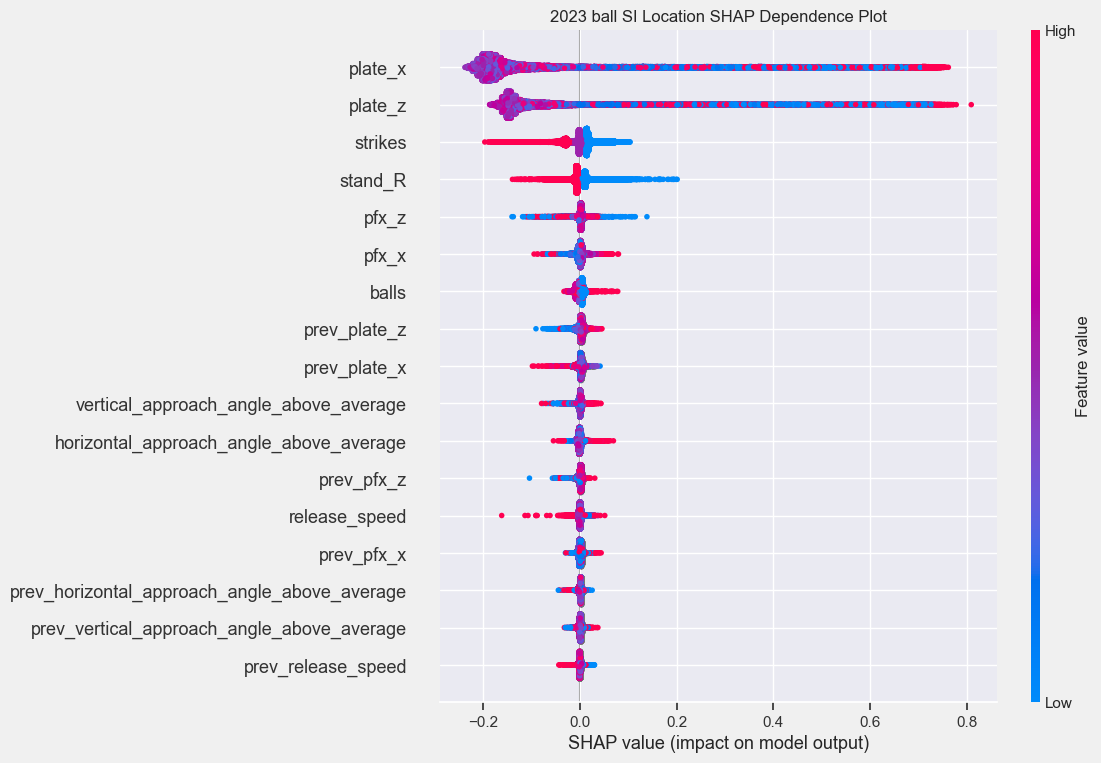 2023 ball SI Location SHAP Dependence Plot
High
plate_x
plate_z
strikes
stand_R
pfx_z
pfx_x
balls
prev_plate_z
prev_plate_x
vertical_approach_angle_above_average
horizontal_approach_angle_above_average
prev_pfx_z
release_speed
prev_pfx_x
prev_horizontal_approach_angle_above_average
prev_vertical_approach_angle_above_average
prev_release_speed
Feature value
Low
−0.2 0.0 0.2 0.4 0.6 0.8
SHAP value (impact on model output)